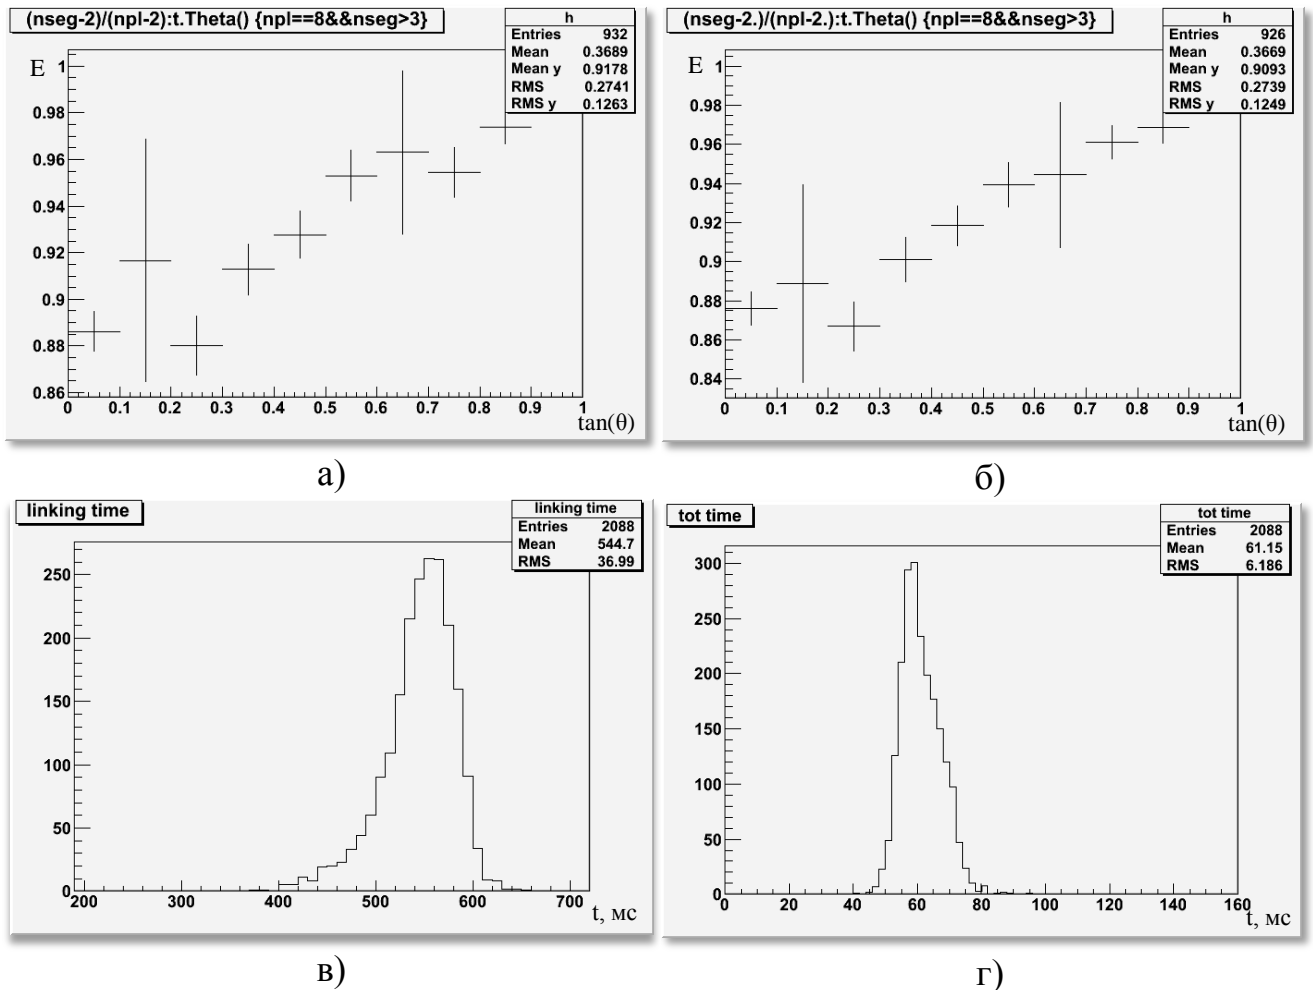 (nseg-2)/(npl-2):t.Theta() {npl==8&&nseg>3}
h
Entries 932
Mean 0.3689
Mean y 0.9178
RMS 0.2741
RMS y 0.1263
E
1
0.98
0.96
0.94
0.92
0.9
0.88
0.86
0 0.1 0.2 0.3 0.4 0.5 0.6 0.7 0.8 0.9 1
tan(θ)
а)
(nseg-2.)/(npl-2.):t.Theta() {npl==8&&nseg>3}
h
Entries 926
Mean 0.3669
Mean y 0.9093
RMS 0.2739
RMS y 0.1249
E
1
0.98
0.96
0.94
0.92
0.9
0.88
0.86
0.84
0 0.1 0.2 0.3 0.4 0.5 0.6 0.7 0.8 0.9 1
tan(θ)
б)
linking time
linking time
Entries 2088
Mean 544.7
RMS 36.99
250
200
150
100
50
0
200 300 400 500 600 700
t, мс
в)
tot time
tot time
Entries 2088
Mean 61.15
RMS 6.186
300
250
200
150
100
50
0
0 20 40 60 80 100 120 140 160
t, мс
г)